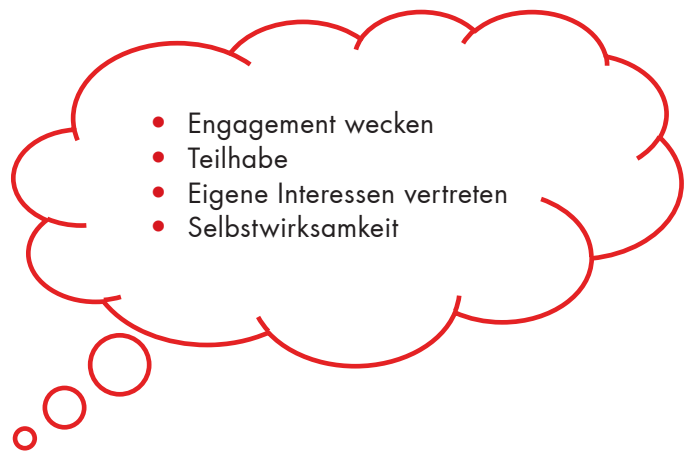 • Engagement wecken
• Teilhabe
• Eigene Interessen vertreten
• Selbstwirksamkeit